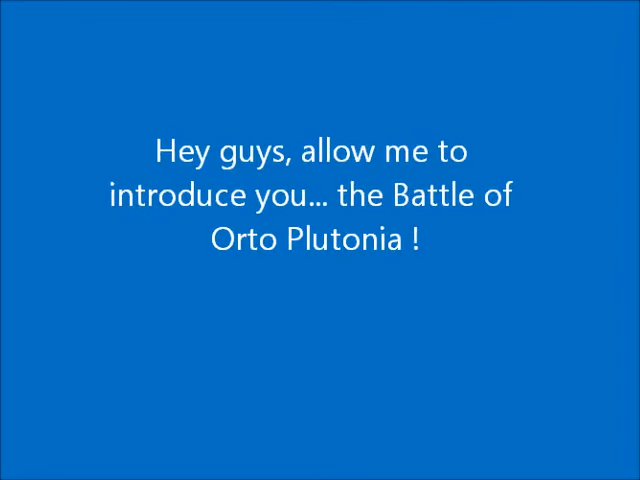 Hey guys, allow me to
introduce you... the Battle of
Orto Plutonia !